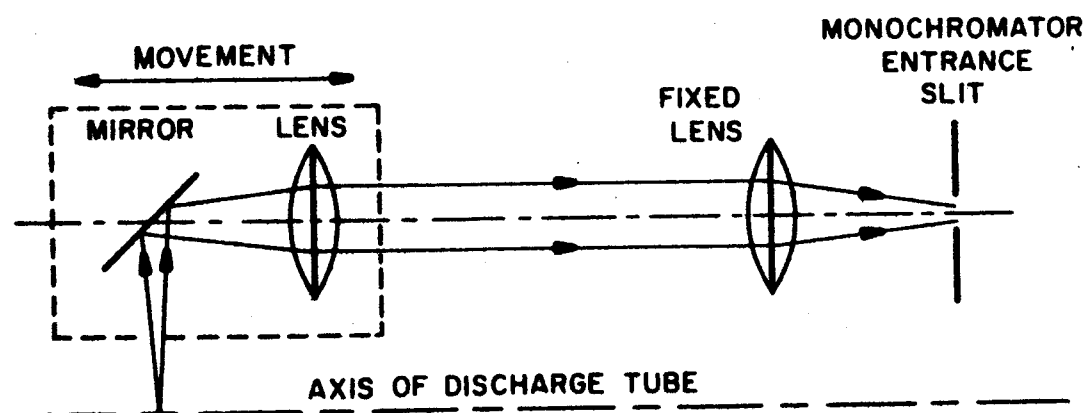 MONOCHROMATOR
ENTRANCE
SLIT
MOVEMENT
FIXED
LENS
MIRROR
LENS
AXIS OF DISCHARGE TUBE